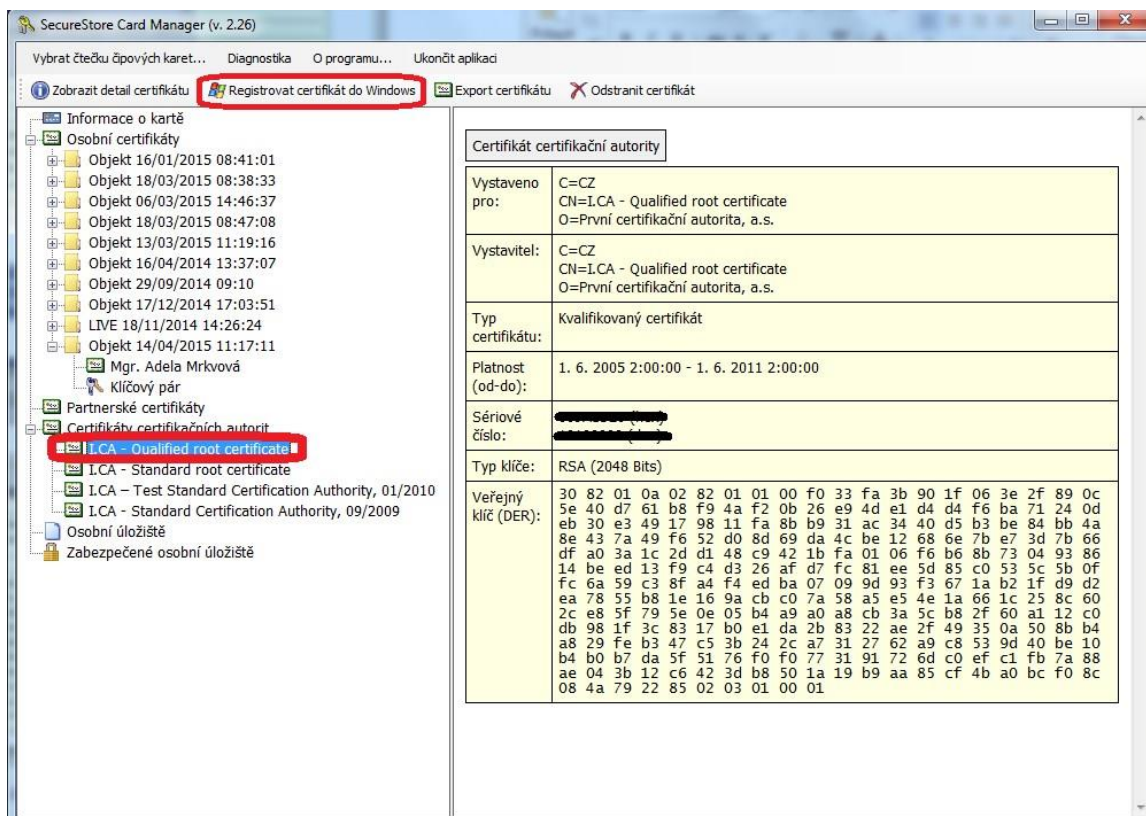 SecureStore Card Manager (v. 2.26)
Vybrat čtečku čipových karet... Diagnostika O programu... Ukončit aplikaci
Zobrazit detail certifikátu Registrovat certifikát do Windows Export certifikátu Odstranit certifikát
Informace o kartě
Osobní certifikáty
Objekt 16/01/2015 08:41:01
Objekt 18/03/2015 08:38:33
Objekt 06/03/2015 14:46:37
Objekt 18/03/2015 08:47:08
Objekt 13/03/2015 11:19:16
Objekt 16/04/2014 13:37:07
Objekt 29/09/2014 09:10
Objekt 17/12/2014 17:03:51
LIVE 18/11/2014 14:26:24
Objekt 14/04/2015 11:17:11
Mgr. Adela Mrkvová
Klíčový pár
Partnerské certifikáty
Certifikáty certifikačních autorit
I.CA - Qualified root certificate
I.CA - Standard root certificate
I.CA – Test Standard Certification Authority, 01/2010
I.CA - Standard Certification Authority, 09/2009
Osobní úložiště
Zabezpečené osobní úložiště
Certifikát certifikační autority
Vystaveno pro:
C=CZ
CN=I.CA - Qualified root certificate
O=První certifikační autorita, a.s.
Vystavitel:
C=CZ
CN=I.CA - Qualified root certificate
O=První certifikační autorita, a.s.
Typ certifikátu:
Kvalifikovaný certifikát
Platnost (od-do):
1. 6. 2005 2:00:00 - 1. 6. 2011 2:00:00
Sériové číslo:
Typ klíče:
RSA (2048 Bits)
Veřejný klíč (DER):
30 82 01 0a 02 82 01 01 00 f0 33 fa 3b 90 1f 06 3e 2f 89 0c
5e 40 d7 61 b8 f9 4a f2 0b 26 e9 4d e1 d4 d4 f6 ba 71 24 0d
eb 30 e3 49 17 98 11 fa 8b b9 31 ac 34 40 d5 b3 be 84 bb 4a
8e 43 7a 49 f6 52 d0 8d 69 da 4c be 12 68 6e 7b e7 3d 7b 66
df a0 3a 1c 2d d1 48 c9 42 1b fa 01 06 f6 b6 8b 73 04 93 86
14 be ed 13 f9 c4 d3 26 af d7 fc 81 ee 5d 85 c0 53 5c 5b 0f
fc 6a 59 c3 8f a4 f4 ed ba 07 09 9d 93 f3 67 1a b2 1f d9 d2
ea 78 55 b8 1e 16 9a cb c0 7a 58 a5 e5 4e 1a 66 1c 25 8c 60
2c e8 5f 79 5e 0e 05 b4 a9 a0 a8 cb 3a 5c b8 2f 60 a1 12 c0
db 98 1f 3c 83 17 b0 e1 da 2b 83 22 ae 2f 49 35 0a 50 8b b4
a8 29 fe b3 47 c5 3b 24 2c a7 31 27 62 a9 c8 53 9d 40 be 10
b4 b0 b7 da 5f 51 76 f0 f0 77 31 91 72 6d c0 ef c1 fb 7a 88
ae 04 3b 12 c6 42 3d b8 50 1a 19 b9 aa 85 cf 4b a0 bc f0 8c
08 4a 79 22 85 02 03 01 00 01